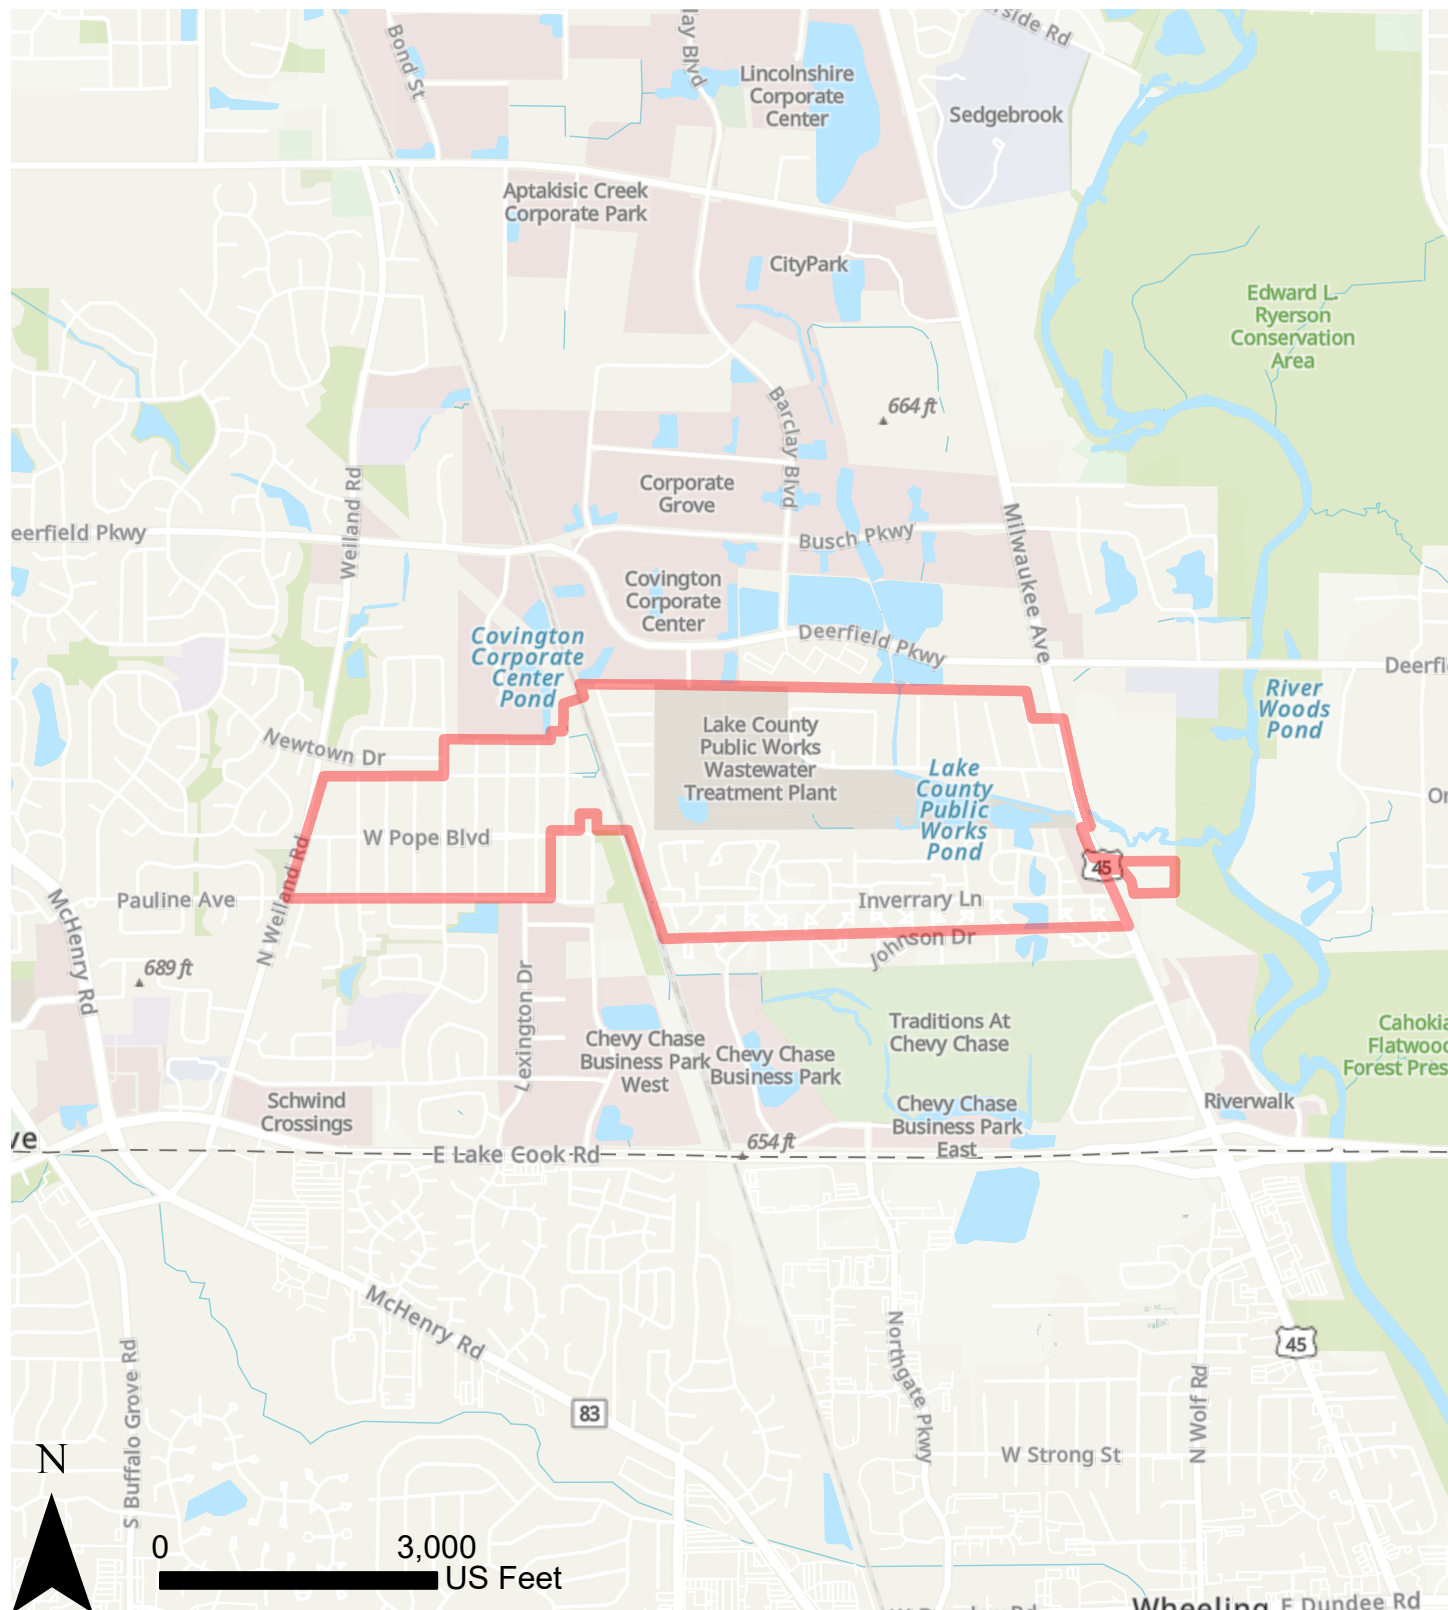 Bond St
lay Blvd
rside Rd
Lincolnshire
Corporate
Center
Sedgebrook
Aptakisic Creek
Corporate Park
CityPark
Edward L.
Ryerson
Conservation
Area
664 ft
Barclay Blvd
Weiland Rd
Corporate
Grove
Milwaukee Ave
eerfield Pkwy
Busch Pkwy
Covington
Corporate
Center
Covington
Corporate
Center
Pond
Deerfield Pkwy
Deerfi
River
Woods
Pond
Newtown Dr
Lake County
Public Works
Wastewater
Treatment Plant
Lake
County
Public
Works
Pond
Or
W Pope Blvd
45
Pauline Ave
N Weiland Rd
Inverrary Ln
Johnson Dr
McHenry Rd
689 ft
Lexington Dr
Traditions At
Chevy Chase
Cahokia
Flatwood
Forest Pres
Chevy Chase
Business Park
West
Chevy Chase
Business Park
Schwind
Crossings
Chevy Chase
Business Park
East
Riverwalk
ve
E Lake Cook Rd
654 ft
McHenry Rd
Northgate Pkwy
45
S Buffalo Grove Rd
83
N Wolf Rd
W Strong St
N
0
3,000
US Feet
Wheeling
E Dundee Rd